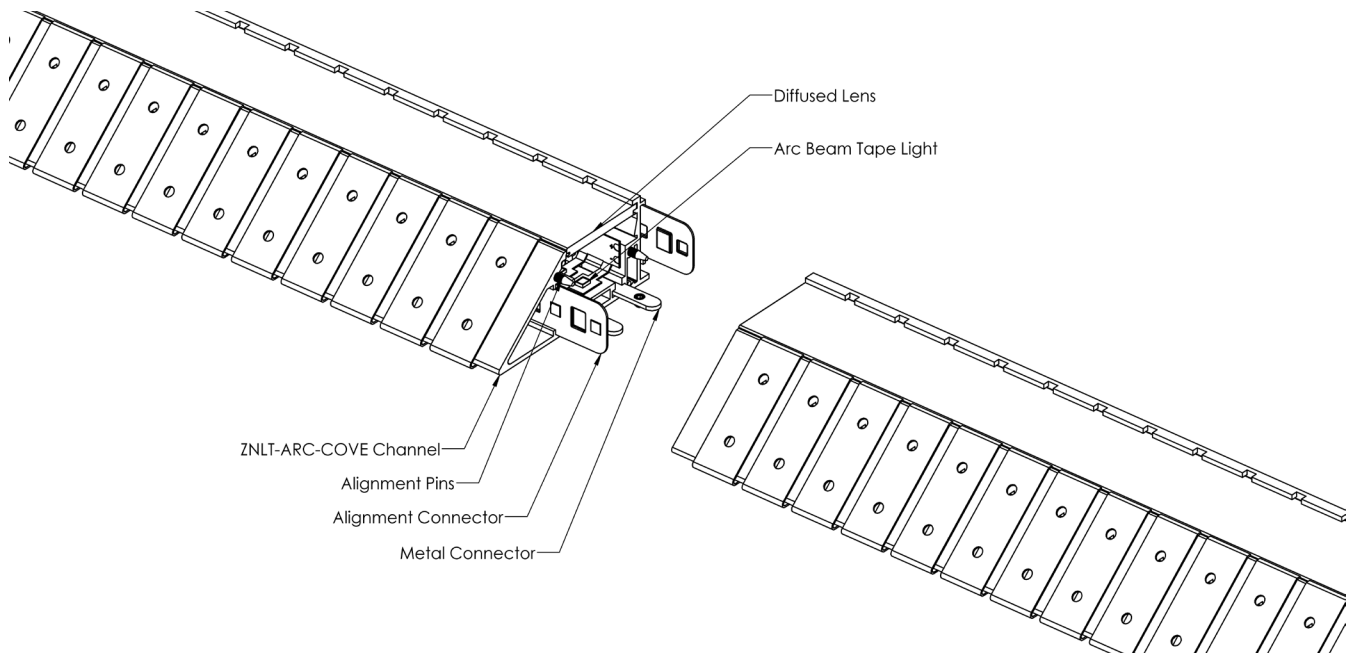 Diffused Lens
Arc Beam Tape Light
ZNLT-ARC-COVE Channel
Alignment Pins
Alignment Connector
Metal Connector